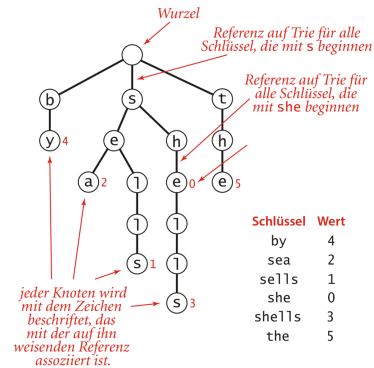 Wurzel
Referenz auf Trie für alle
Schlüssel, die mit s beginnen
Referenz auf Trie für
alle Schlüssel, die
mit she beginnen
b s t
y 4 e h h
a 2 l e 0 e 5
l l
s 1 l
s 3
jeder Knoten wird
mit dem Zeichen
beschriftet, das
mit der auf ihn
weisenden Referenz
assoziiert ist.
Schlüssel Wert
by 4
sea 2
sells 1
she 0
shells 3
the 5